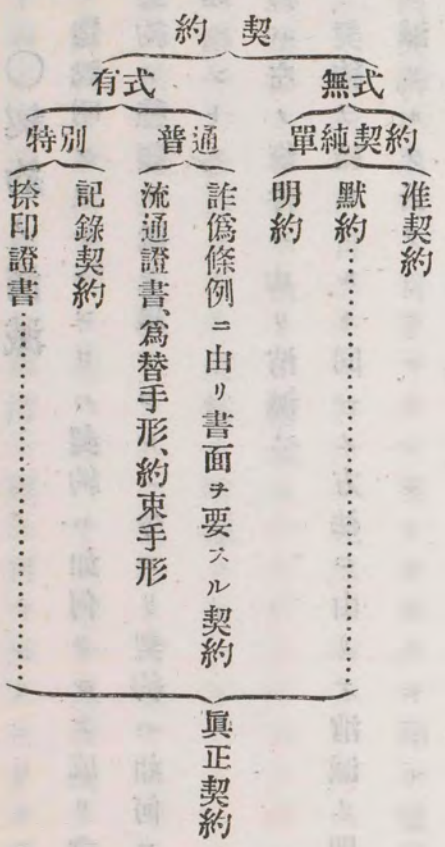 契約
無式
有式
單純契約
普通
特別
准契約
默約
明約
詐僞條例ニ由リ書面ヲ要スル契約
流通證書、爲替手形、約束手形
記錄契約
捺印證書
眞正契約